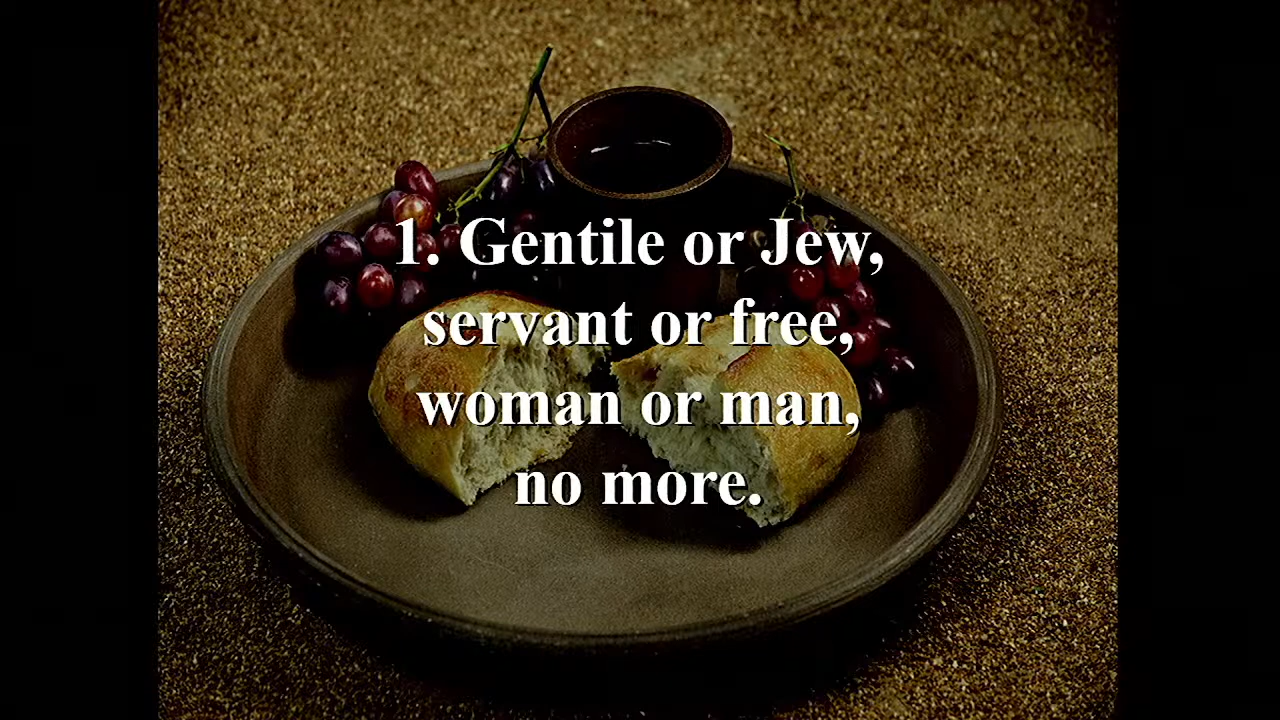 1. Gentile or Jew,
servant or free,
woman or man,
no more.